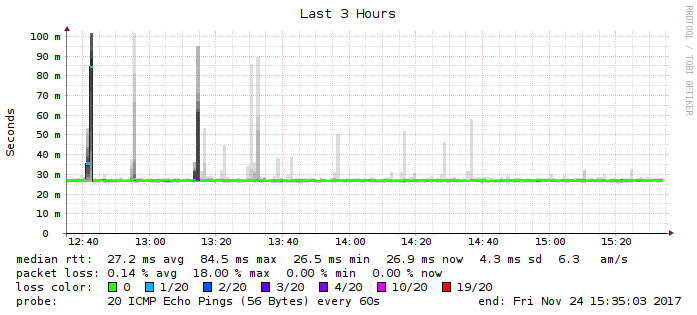 Last 3 Hours
RRDTOOL / TOBI OETIKER
Seconds
100 m
90 m
80 m
70 m
60 m
50 m
40 m
30 m
20 m
10 m
0
12:40 13:00 13:20 13:40 14:00 14:20 14:40 15:00 15:20
median rtt: 27.2 ms avg 84.5 ms max 26.5 ms min 26.9 ms now 4.3 ms sd 6.3 am/s
packet loss: 0.14 % avg 18.00 % max 0.00 % min 0.00 % now
loss color: 0 1/20 2/20 3/20 4/20 10/20 19/20
probe: 20 ICMP Echo Pings (56 Bytes) every 60s end: Fri Nov 24 15:35:03 2017